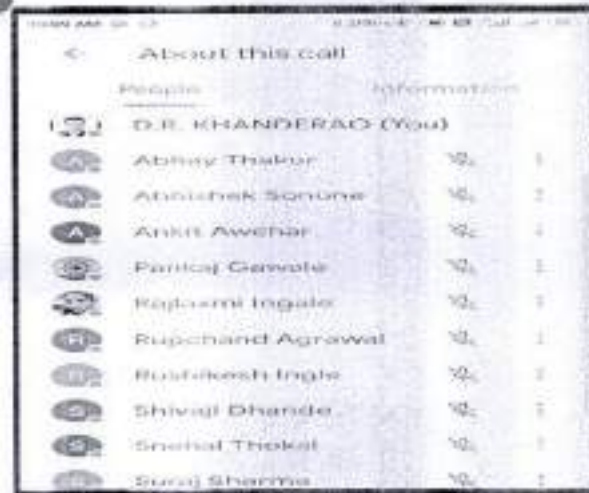 About this call
People Information
D.R. KHANDERAO (You)
Abhay Thakur
Abhishek Sonune
Ankit Awchar
Pankaj Gawole
Rajlaxmi Ingale
Rupchand Agrawal
Rushikesh Ingle
Shivaji Dhande
Snehal Thokal
Suraj Sharma